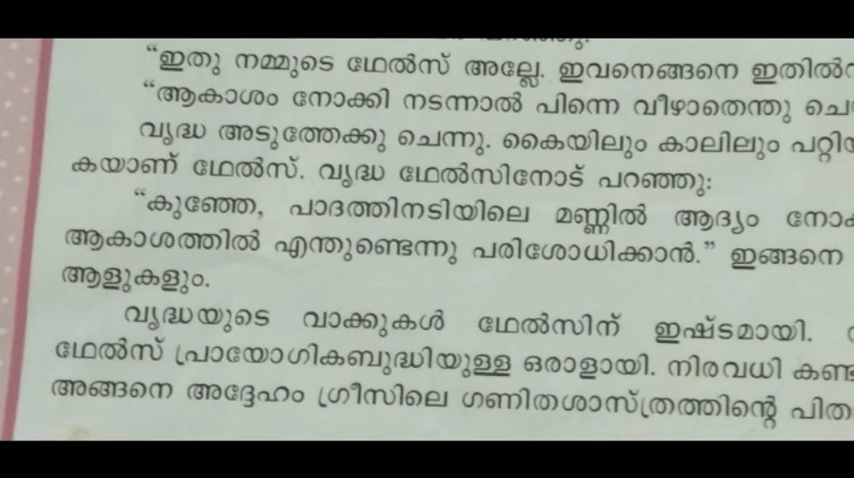 “ഇതു നമ്മുടെ ഥേൽസ് അല്ലേ. ഇവനെങ്ങനെ
“ആകാശം നോക്കി നടന്നാൽ പിന്നെ വീഴാതെന്തു
വൃദ്ധ അടുത്തേക്കു ചെന്നു. കൈയിലും കാലിലും
കയാണ് ഥേൽസ്. വൃദ്ധ ഥേൽസിനോട് പറഞ്ഞു:
“കുഞ്ഞേ, പാദത്തിനടിയിലെ മണ്ണിൽ ആദ്യം
ആകാശത്തിൽ എന്തുണ്ടെന്നു പരിശോധിക്കാൻ.” ഇങ്ങനെ
ആളുകളും.
വൃദ്ധയുടെ വാക്കുകൾ ഥേൽസിന് ഇഷ്ടമായി.
ഥേൽസ് പ്രായോഗികബുദ്ധിയുള്ള ഒരാളായി. നിരവധി
അങ്ങനെ അദ്ദേഹം ഗ്രീസിലെ ഗണിതശാസ്ത്രത്തിന്റെ